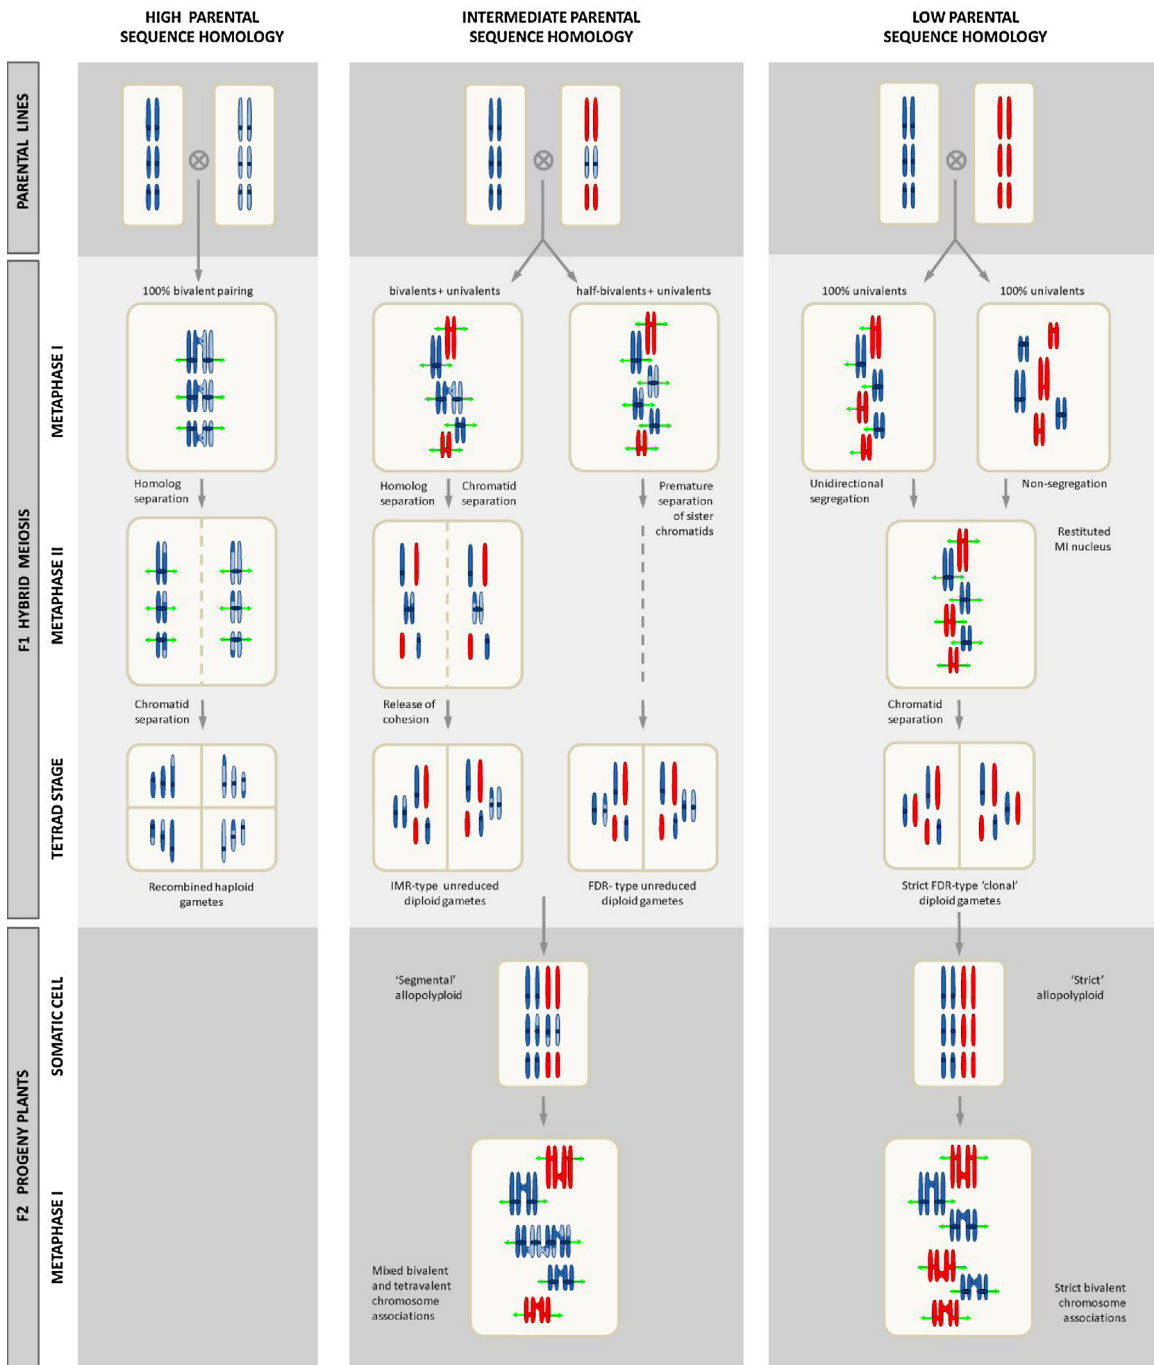 HIGH PARENTAL
SEQUENCE HOMOLOGY
INTERMEDIATE PARENTAL
SEQUENCE HOMOLOGY
LOW PARENTAL
SEQUENCE HOMOLOGY
PARENTAL LINES
F1 HYBRID MEIOSIS
METAPHASE I
100% bivalent pairing
bivalents + univalents
half-bivalents + univalents
100% univalents
100% univalents
Homolog
separation
Homolog
separation
Chromatid
separation
Premature
separation
of sister
chromatids
Unidirectional
segregation
Non-segregation
METAPHASE II
Restituted
MI nucleus
Chromatid
separation
Release of
cohesion
Chromatid
separation
TETRAD STAGE
Recombined haploid
gametes
IMR-type unreduced
diploid gametes
FDR- type unreduced
diploid gametes
Strict FDR-type ‘clonal’
diploid gametes
F2 PROGENY PLANTS
SOMATIC CELL
‘Segmental’
allopolyploid
‘Strict’
allopolyploid
METAPHASE I
Mixed bivalent
and tetravalent
chromosome
associations
Strict bivalent
chromosome
associations